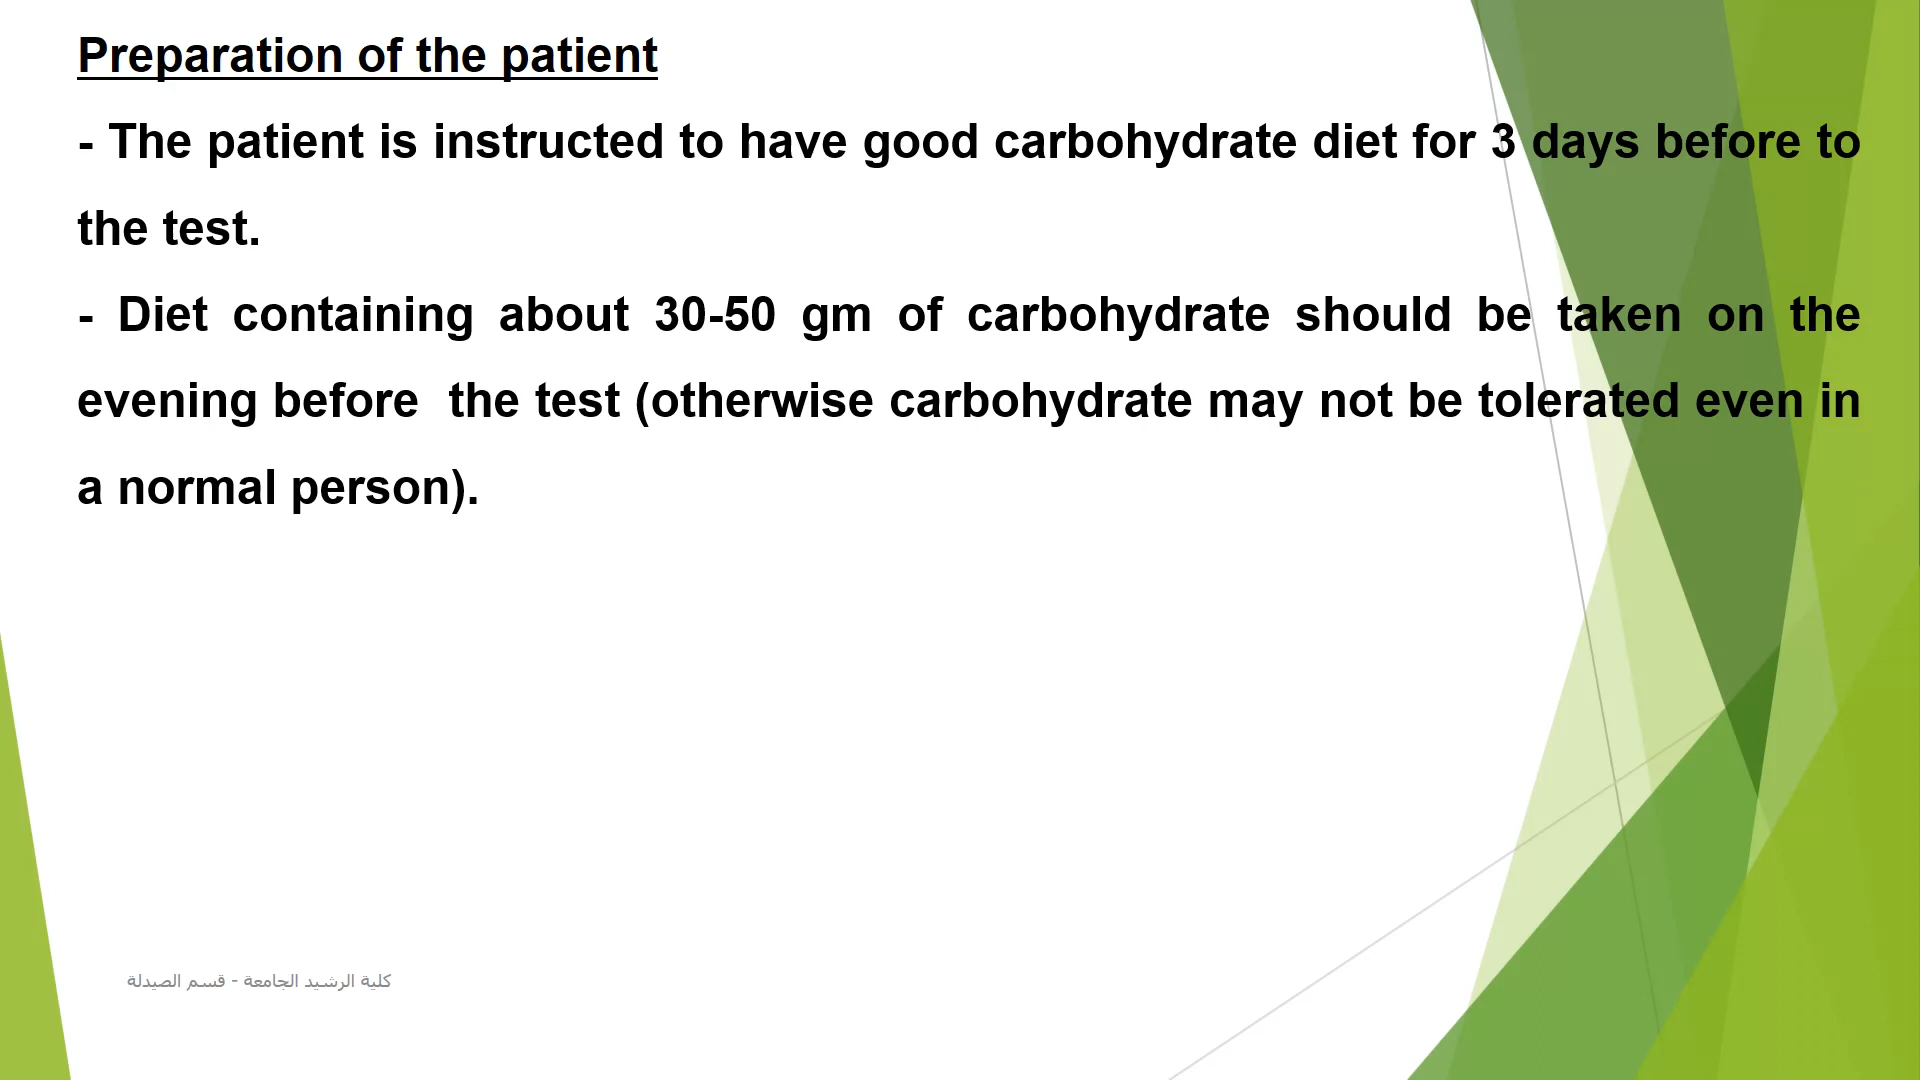 Preparation of the patient
- The patient is instructed to have good carbohydrate diet for 3 days before to
the test.
- Diet containing about 30-50 gm of carbohydrate should be taken on the
evening before  the test (otherwise carbohydrate may not be tolerated even in
a normal person).
كلية الرشيد الجامعة - قسم الصيدلة